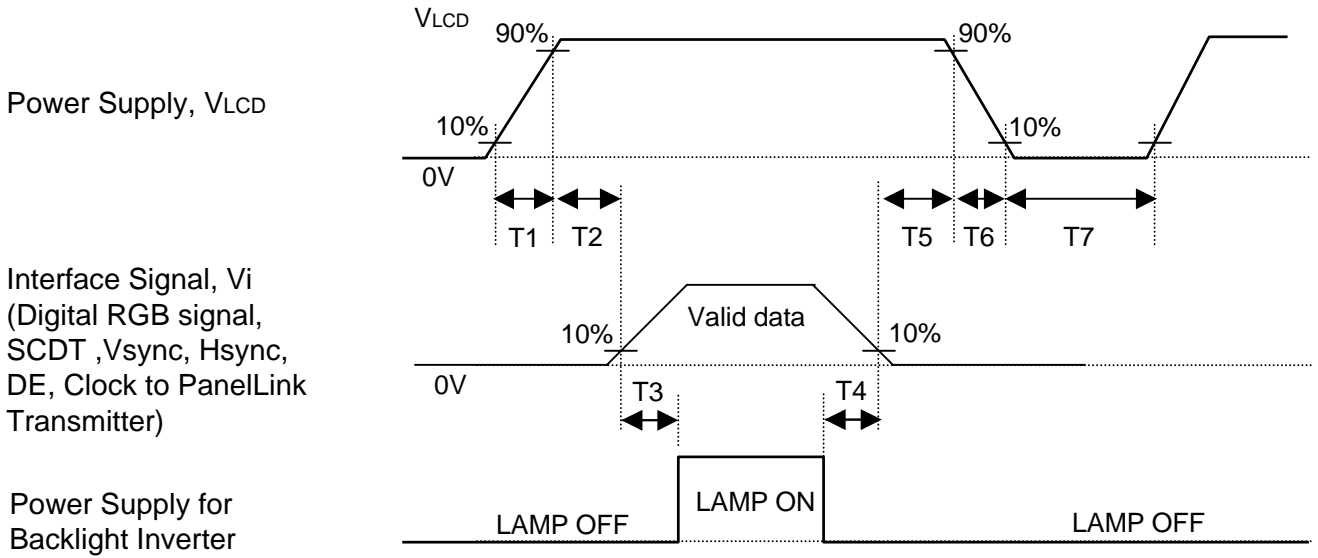 VLCD
90%
90%
Power Supply, VLCD
10%
10%
0V
T1
T2
T5
T6
T7
Interface Signal, Vi
(Digital RGB signal,
SCDT ,Vsync, Hsync,
DE, Clock to PanelLink
Transmitter)
Valid data
10%
10%
0V
T3
T4
Power Supply for
Backlight Inverter
LAMP OFF
LAMP ON
LAMP OFF